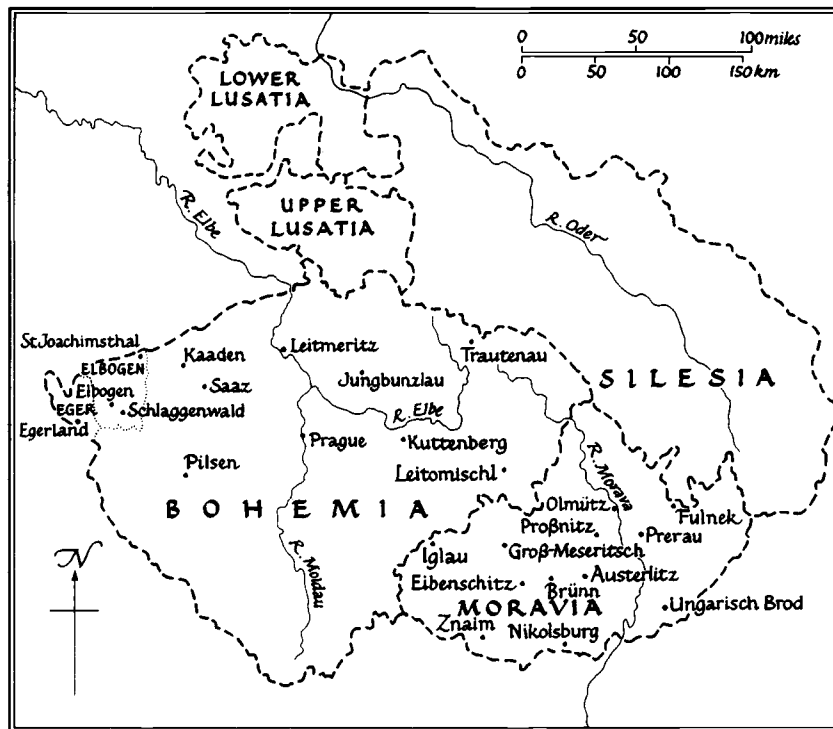 0 50 100 miles
0 50 100 150 km
LOWER
LUSATIA
UPPER
LUSATIA
R. Elbe
R. Oder
St Joachimsthal
Kaaden
Leitmeritz
Trautenau
ELBOGEN
Elbogen
Saaz
Jungbunzlau
SILESIA
EGER
Schlaggenwald
R. Elbe
Egerland
Prague
Kuttenberg
Pilsen
Leitomischl
R. Morava
BOHEMIA
Olmütz
Fulnek
Proßnitz
Prerau
R. Moldau
Iglau
Groß-Meseritsch
Eibenschitz
Austerlitz
Brünn
MORAVIA
Ungarisch Brod
Znaim
Nikolsburg
N